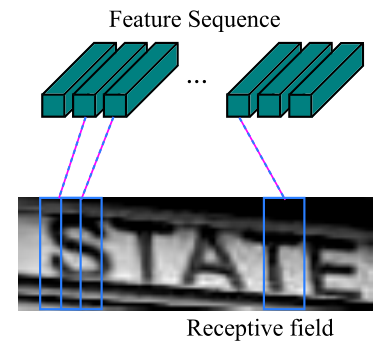 Feature Sequence
...
STATE
Receptive field